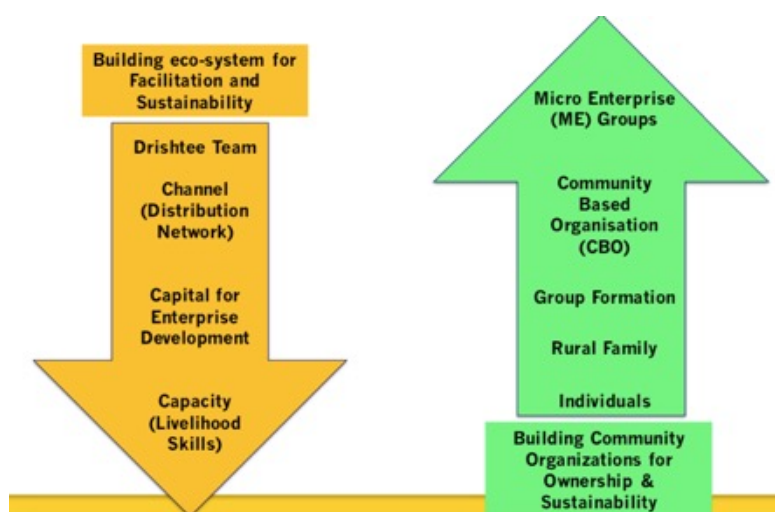 Building eco-system for
Facilitation and
Sustainability
Drishtee Team
Channel
(Distribution
Network)
Capital for
Enterprise
Development
Capacity
(Livelihood
Skills)
Micro Enterprise
(ME) Groups
Community
Based
Organisation
(CBO)
Group Formation
Rural Family
Individuals
Building Community
Organizations for
Ownership &
Sustainability